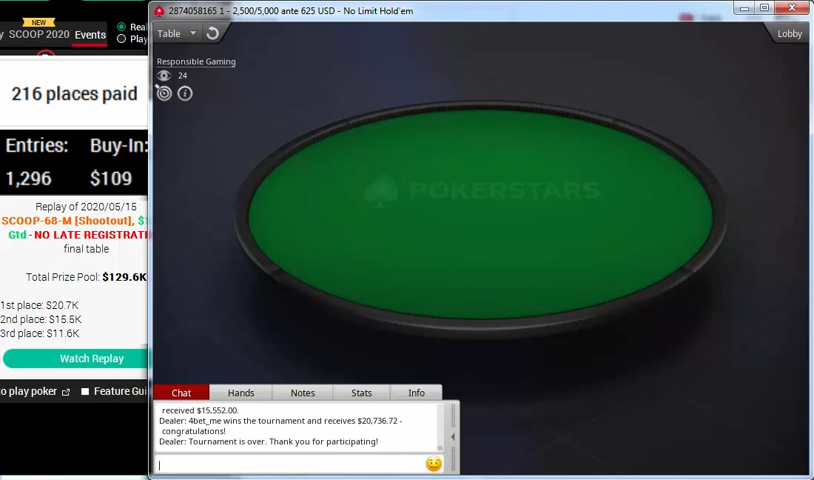 2874058165 1 - 2,500/5,000 ante 625 USD - No Limit Hold'em
NEW
SCOOP 2020
Events
Real
Play
Table
Lobby
Responsible Gaming
24
216 places paid
Entries: Buy-In:
1,296 $109
Replay of 2020/05/15
SCOOP-68-M [Shootout], $1
Gtd - NO LATE REGISTRATI
final table
Total Prize Pool: $129.6K
1st place: $20.7K
2nd place: $15.5K
3rd place: $11.6K
Watch Replay
to play poker
Feature Gui
POKERSTARS
Chat Hands Notes Stats Info
received $15,552.00.
Dealer: 4bet_me wins the tournament and receives $20,736.72 -
congratulations!
Dealer: Tournament is over. Thank you for participating!